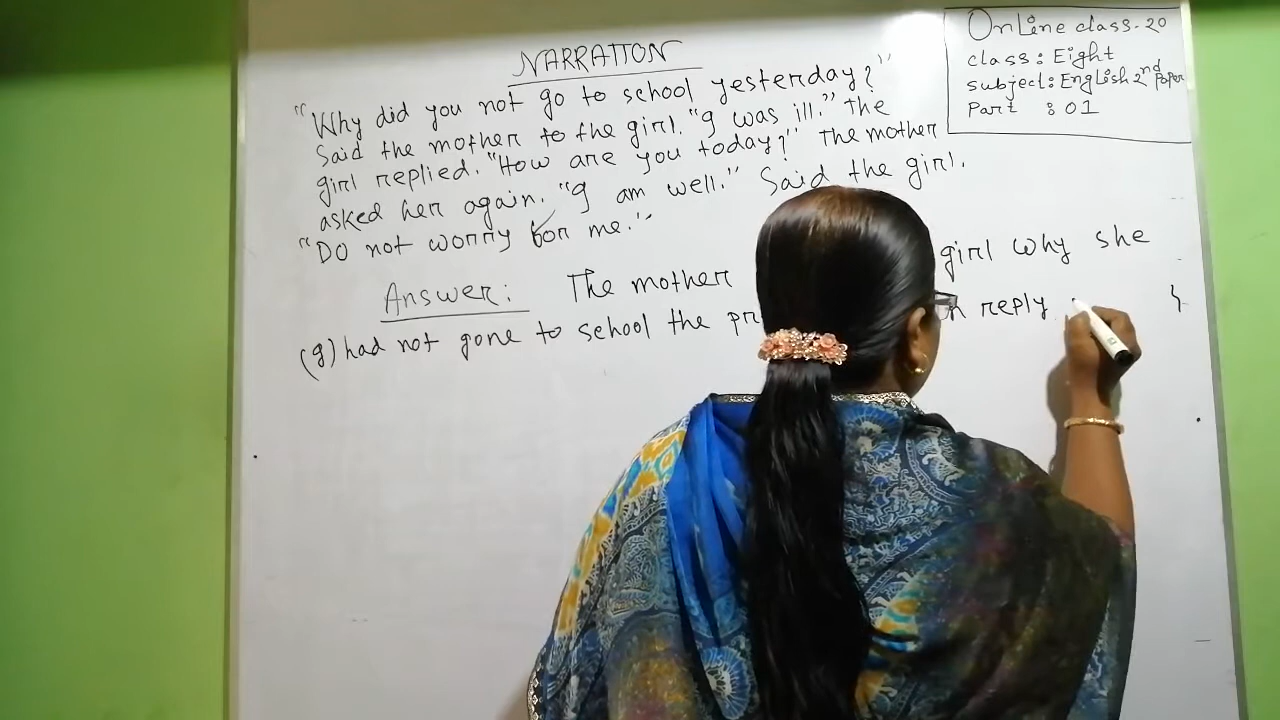 NARRATION
"Why did you not go to school yesterday?"
Said the mother to the girl. "I was ill." The
girl replied. "How are you today?" The mother
asked her again. "I am well." Said the girl.
"Do not worry for me."
Answer: The mother girl why she
(g) had not gone to school the reply
OnLine class-20
class: Eight
subject: English 2nd Paper
Part : 01